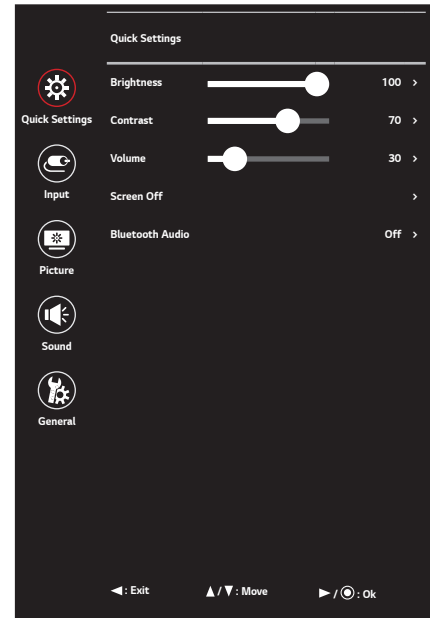 Quick Settings
Quick Settings
Brightness 100 >
Contrast 70 >
Volume 30 >
Screen Off >
Bluetooth Audio Off >
Input
Picture
Sound
General
◄ : Exit ▲ / ▼ : Move ► / ◉ : Ok